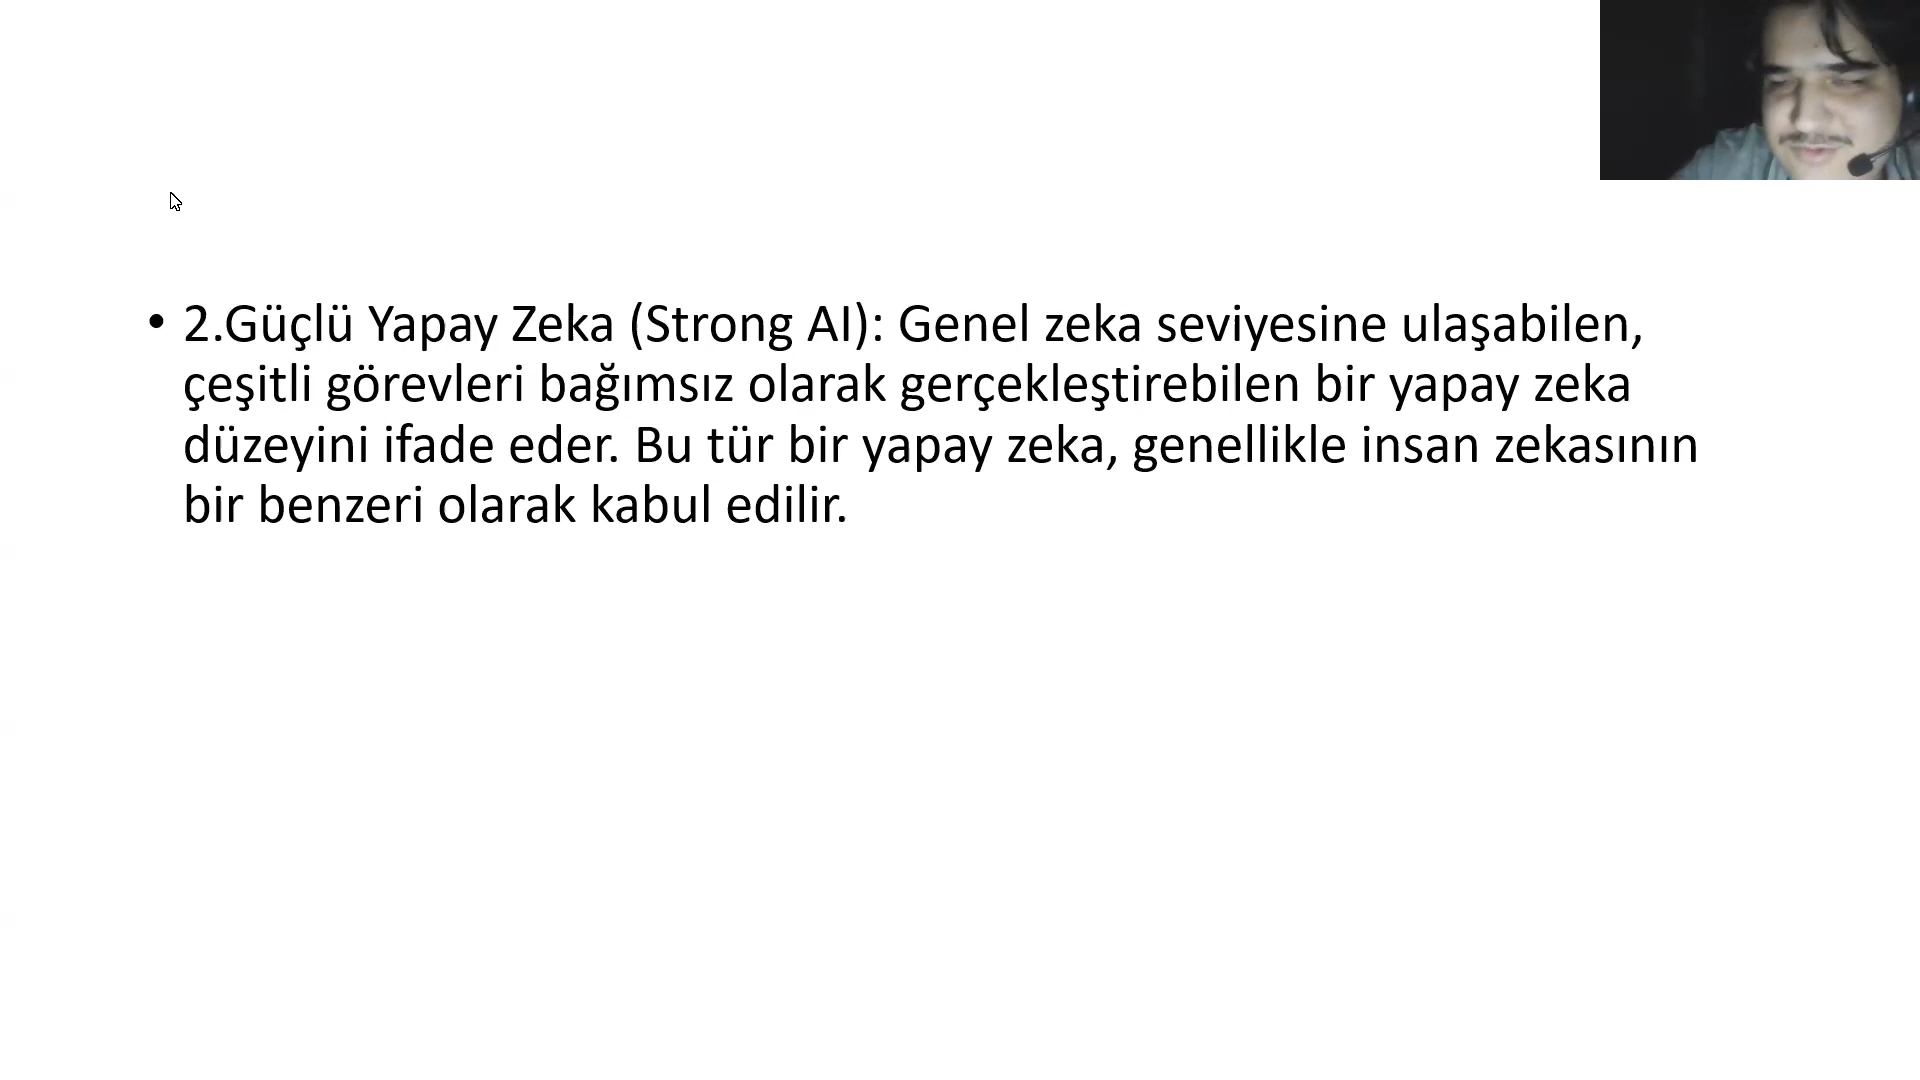 • 2.Güçlü Yapay Zeka (Strong AI): Genel zeka seviyesine ulaşabilen,
çeşitli görevleri bağımsız olarak gerçekleştirebilen bir yapay zeka
düzeyini ifade eder. Bu tür bir yapay zeka, genellikle insan zekasının
bir benzeri olarak kabul edilir.